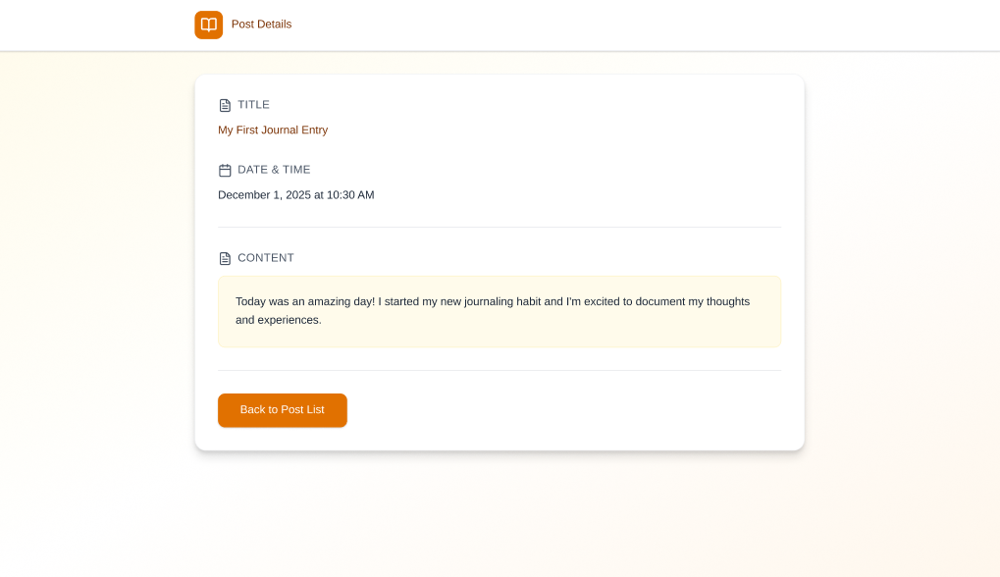 Post Details
TITLE
My First Journal Entry
DATE & TIME
December 1, 2025 at 10:30 AM
CONTENT
Today was an amazing day! I started my new journaling habit and I'm excited to document my thoughts
and experiences.
Back to Post List